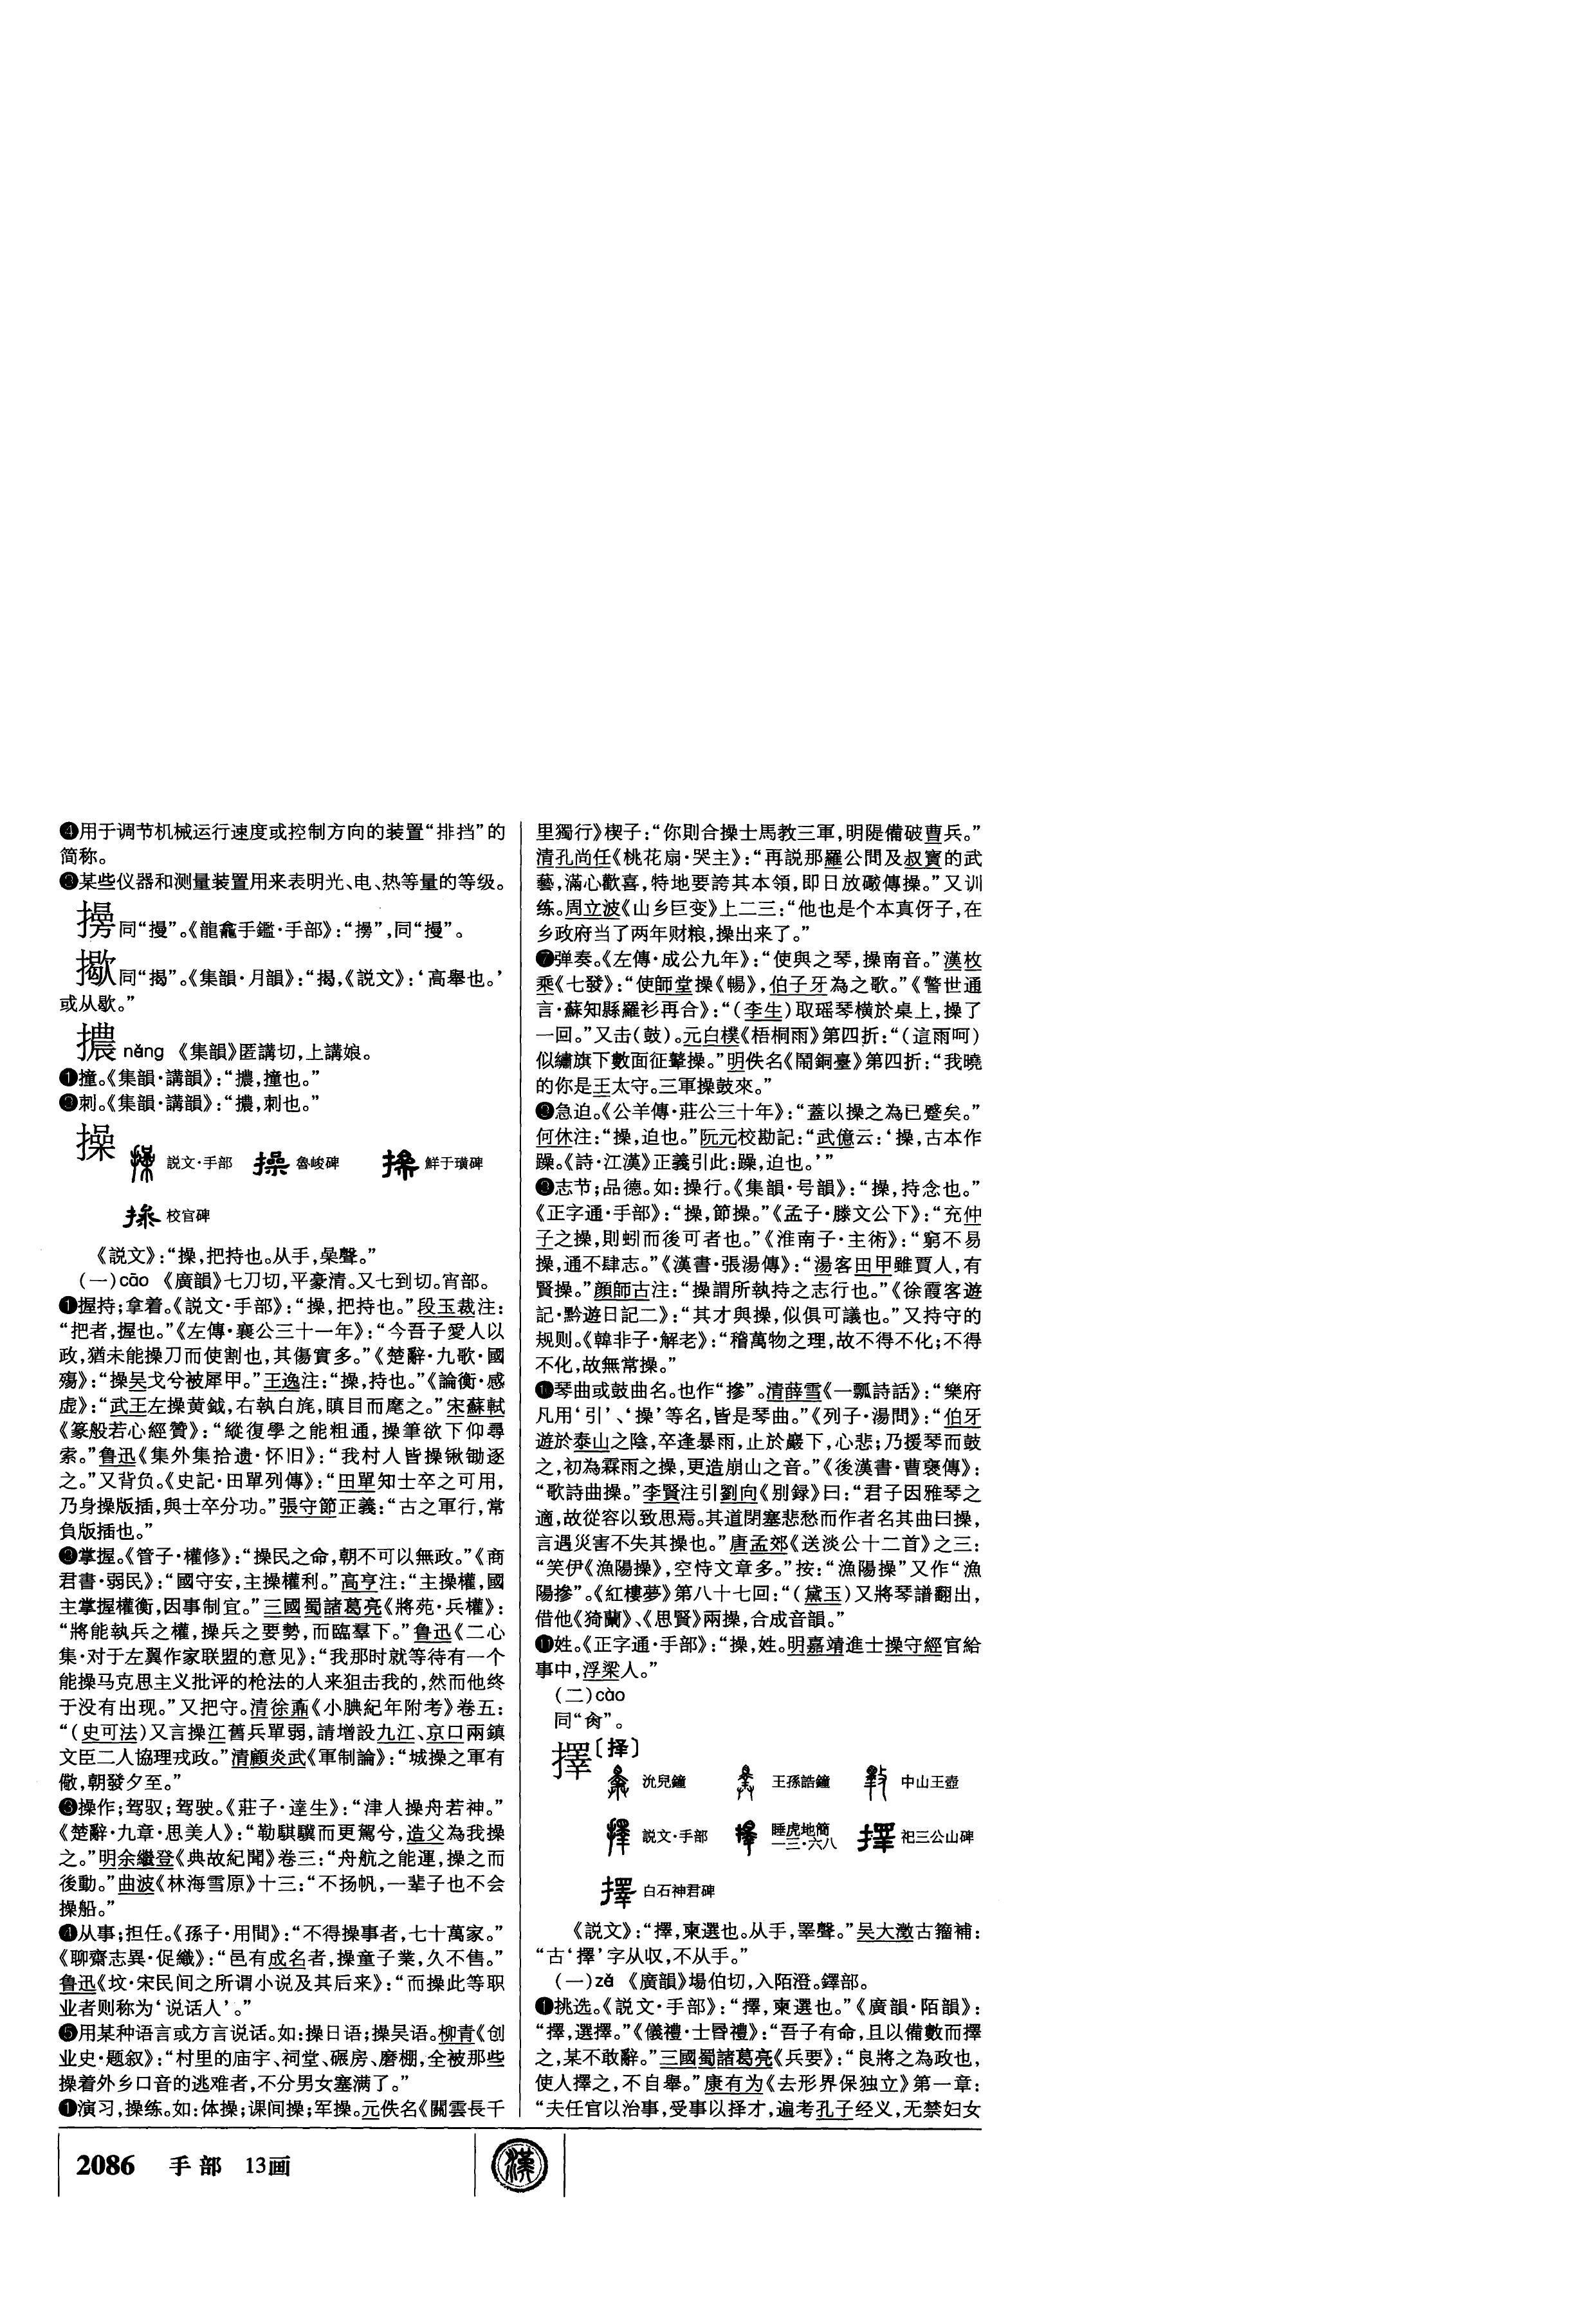 ❹用于调节机械运行速度或控制方向的装置“排挡”的
简称。
❸某些仪器和测量装置用来表明光、电、热等量的等级。
㩒同“擝”。《龍龕手鑑·手部》:
同“揭”。《集韻·月韻》:“揭,《説文》:‘高舉也。’
或从歇。”
擃 nǎng 《集韻》匿講切,上講娘。
❶撞。《集韻·講韻》:“擃,撞也。”
❸刺。《集韻·講韻》:“擃,刺也。”
操
説文·手部 魯峻碑 鮮于璜碑
校官碑
《説文》:“操,把持也。从手,喿聲。”
(一)cāo 《廣韻》七刀切,平豪清。又七到切。宵部。
❶握持;拿着。《説文·手部》:“操,把持也。”段玉裁注:
“把者,握也。”《左傳·襄公三十一年》:“今吾子愛人以
政,猶未能操刀而使割也,其傷實多。”《楚辭·九歌·國
殤》:“操吴戈兮被犀甲。”王逸注:“操,持也。”《論衡·感
虚》:“武王左操黄鉞,右執白旄,瞋目而麾之。”宋蘇軾
《篆般若心經贊》:“縱復學之能粗通,操筆欲下仰尋
索。”鲁迅《集外集拾遗·怀旧》:“我村人皆操锹锄逐
之。”又背负。《史記·田單列傳》:“田單知士卒之可用,
乃身操版插,與士卒分功。”張守節正義:“古之軍行,常
負版插也。”
❷掌握。《管子·權修》:“操民之命,朝不可以無政。”《商
君書·弱民》:“國守安,主操權利。”高亨注:“主操權,國
主掌握權衡,因事制宜。”三國蜀諸葛亮《將苑·兵權》:
“將能執兵之權,操兵之要勢,而臨羣下。”鲁迅《二心
集·对于左翼作家联盟的意见》:“我那时就等待有一个
能操马克思主义批评的枪法的人来狙击我的,然而他终
于没有出现。”又把守。清徐鼒《小腆紀年附考》卷五:
“(史可法)又言操江舊兵單弱,請增設九江、京口兩鎮
文臣二人協理戎政。”清顧炎武《軍制論》:“城操之軍有
儆,朝發夕至。”
❸操作;驾驭;驾驶。《莊子·達生》:“津人操舟若神。”
《楚辭·九章·思美人》:“勒騏驥而更駕兮,造父為我操
之。”明余繼登《典故紀聞》卷三:“舟航之能運,操之而
後動。”曲波《林海雪原》十三:“不扬帆,一辈子也不会
操船。”
❹从事;担任。《孫子·用間》:“不得操事者,七十萬家。”
《聊齋志異·促織》:“邑有成名者,操童子業,久不售。”
鲁迅《坟·宋民间之所谓小说及其后来》:“而操此等职
业者则称为‘说话人’。”
❺用某种语言或方言说话。如:操日语;操吴语。柳青《创
业史·题叙》:“村里的庙宇、祠堂、碾房、磨棚,全被那些
操着外乡口音的逃难者,不分男女塞满了。”
❶演习,操练。如:体操;课间操;军操。元佚名《關雲長千
里獨行》楔子:“你則合操士馬教三軍,明隄備破曹兵。”
清孔尚任《桃花扇·哭主》:“再説那羅公問及叔寳的武
藝,滿心歡喜,特地要誇其本領,即日放礮傳操。”又训
练。周立波《山乡巨变》上二三:“他也是个本真伢子,在
乡政府当了两年财粮,操出来了。”
❼弹奏。《左傳·成公九年》:“使與之琴,操南音。”漢枚
乘《七發》:“使師堂操《暢》,伯子牙為之歌。”《警世通
言·蘇知縣羅衫再合》:“(李生)取瑶琴横於桌上,操了
一回。”又击(鼓)。元白樸《梧桐雨》第四折:“(這雨呵)
似繡旗下數面征鼙操。”明佚名《鬧銅臺》第四折:“我曉
的你是王太守。三軍操鼓來。”
❷急迫。《公羊傳·莊公三十年》:“蓋以操之為已蹙矣。”
何休注:“操,迫也。”阮元校勘記:“武億云:‘操,古本作
躁。《詩·江漢》正義引此:躁,迫也。’”
❸志节;品德。如:操行。《集韻·号韻》:“操,持念也。”
《正字通·手部》:“操,節操。”《孟子·滕文公下》:“充仲
子之操,則蚓而後可者也。”《淮南子·主術》:“窮不易
操,通不肆志。”《漢書·張湯傳》:“湯客田甲雖賈人,有
賢操。”顔師古注:“操謂所執持之志行也。”《徐霞客遊
記·黔遊日記二》:“其才與操,似俱可議也。”又持守的
规则。《韓非子·解老》:“稽萬物之理,故不得不化;不得
不化,故無常操。”
❶琴曲或鼓曲名。也作“摻”。清薛雪《一瓢詩話》:“樂府
凡用‘引’、‘操’等名,皆是琴曲。”《列子·湯問》:“伯牙
遊於泰山之陰,卒逢暴雨,止於巖下,心悲;乃援琴而鼓
之,初為霖雨之操,更造崩山之音。”《後漢書·曹襃傳》:
“歌詩曲操。”李賢注引劉向《别録》曰:“君子因雅琴之
適,故從容以致思焉。其道閉塞悲愁而作者名其曲曰操,
言遇災害不失其操也。”唐孟郊《送淡公十二首》之三:
“笑伊《漁陽操》,空恃文章多。”按:“漁陽操”又作“漁
陽摻”。《紅樓夢》第八十七回:“(黛玉)又將琴譜翻出,
借他《猗蘭》、《思賢》兩操,合成音韻。”
⓫姓。《正字通·手部》:“操,姓。明嘉靖進士操守經官給
事中,浮梁人。”
(二)cào
同“肏”。
擇〔择〕
沇兒鐘 王孫誥鐘 中山王壺
説文·手部 睡虎地簡一三·六八 祀三公山碑
白石神君碑
《説文》:“擇,柬選也。从手,睪聲。”吴大澂古籀補:
“古‘擇’字从収,不从手。”
(一)zé 《廣韻》場伯切,入陌澄。鐸部。
❶挑选。《説文·手部》:“擇,柬選也。”《廣韻·陌韻》:
“擇,選擇。”《儀禮·士昬禮》:“吾子有命,且以備數而擇
之,某不敢辭。”三國蜀諸葛亮《兵要》:“良將之為政也,
使人擇之,不自舉。”康有为《去形界保独立》第一章:
“夫任官以治事,受事以择才,遍考孔子经义,无禁妇女
2086 手部 13画
漢